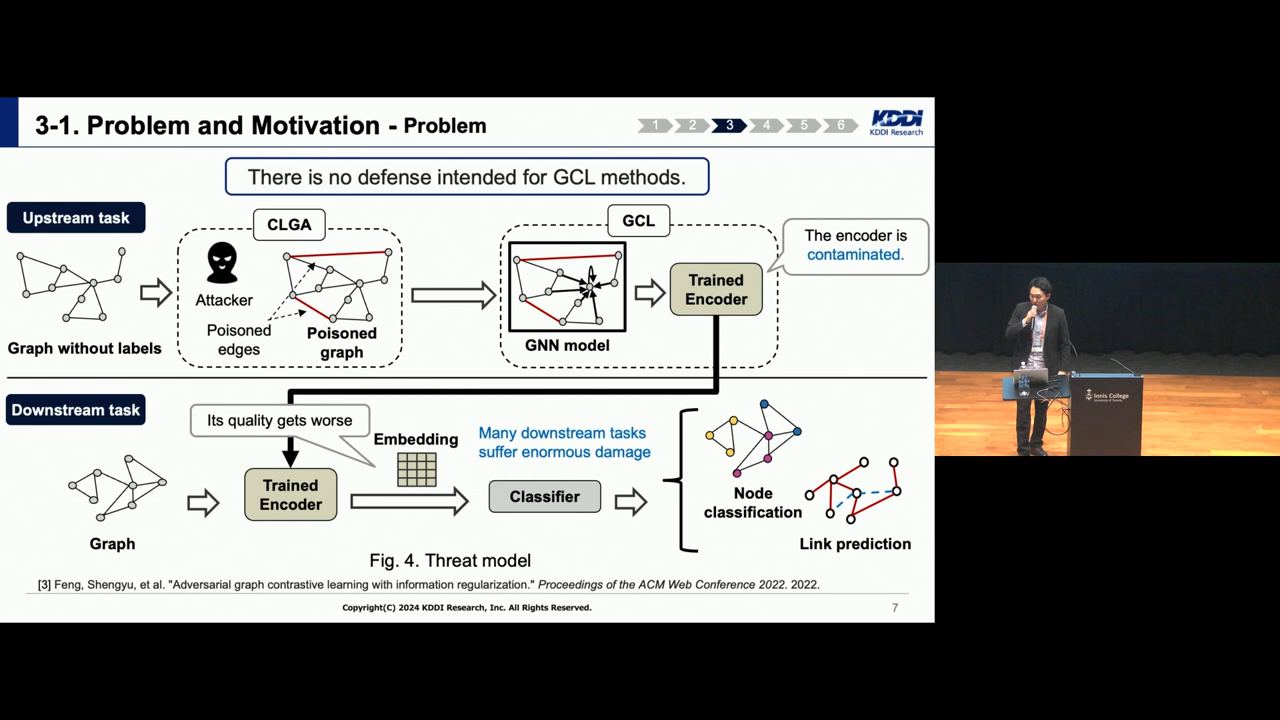 3-1. Problem and Motivation - Problem
1 2 3 4 5 6
KDDI
KDDI Research
There is no defense intended for GCL methods.
Upstream task
CLGA
GCL
The encoder is
contaminated.
Attacker
Poisoned
edges
Poisoned
graph
Graph without labels
GNN model
Trained
Encoder
Downstream task
Its quality gets worse
Embedding
Many downstream tasks
suffer enormous damage
Trained
Encoder
Classifier
Node
classification
Link prediction
Graph
Fig. 4. Threat model
[3] Feng, Shengyu, et al. "Adversarial graph contrastive learning with information regularization." Proceedings of the ACM Web Conference 2022. 2022.
Copyright(C) 2024 KDDI Research, Inc. All Rights Reserved.
7
Innis College
University of Toronto